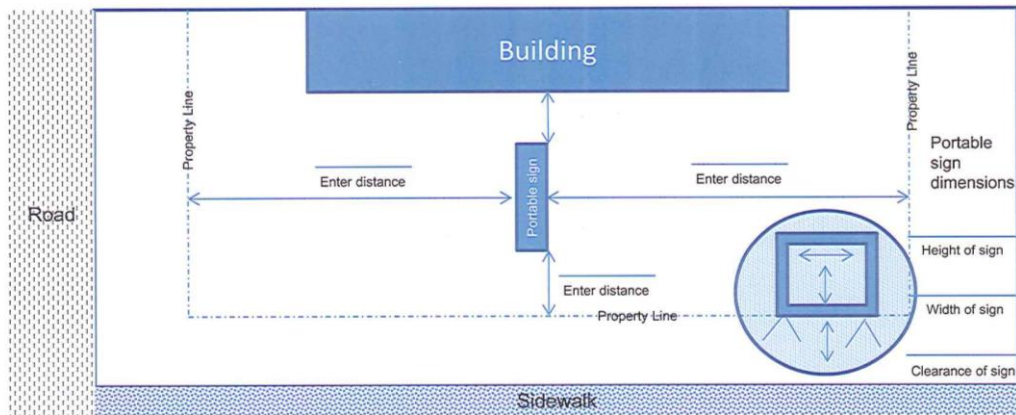 Building
Property Line
Property Line
Portable
sign
dimensions
Enter distance
Portable sign
Enter distance
Road
Height of sign
Enter distance
Property Line
Width of sign
Clearance of sign
Sidewalk